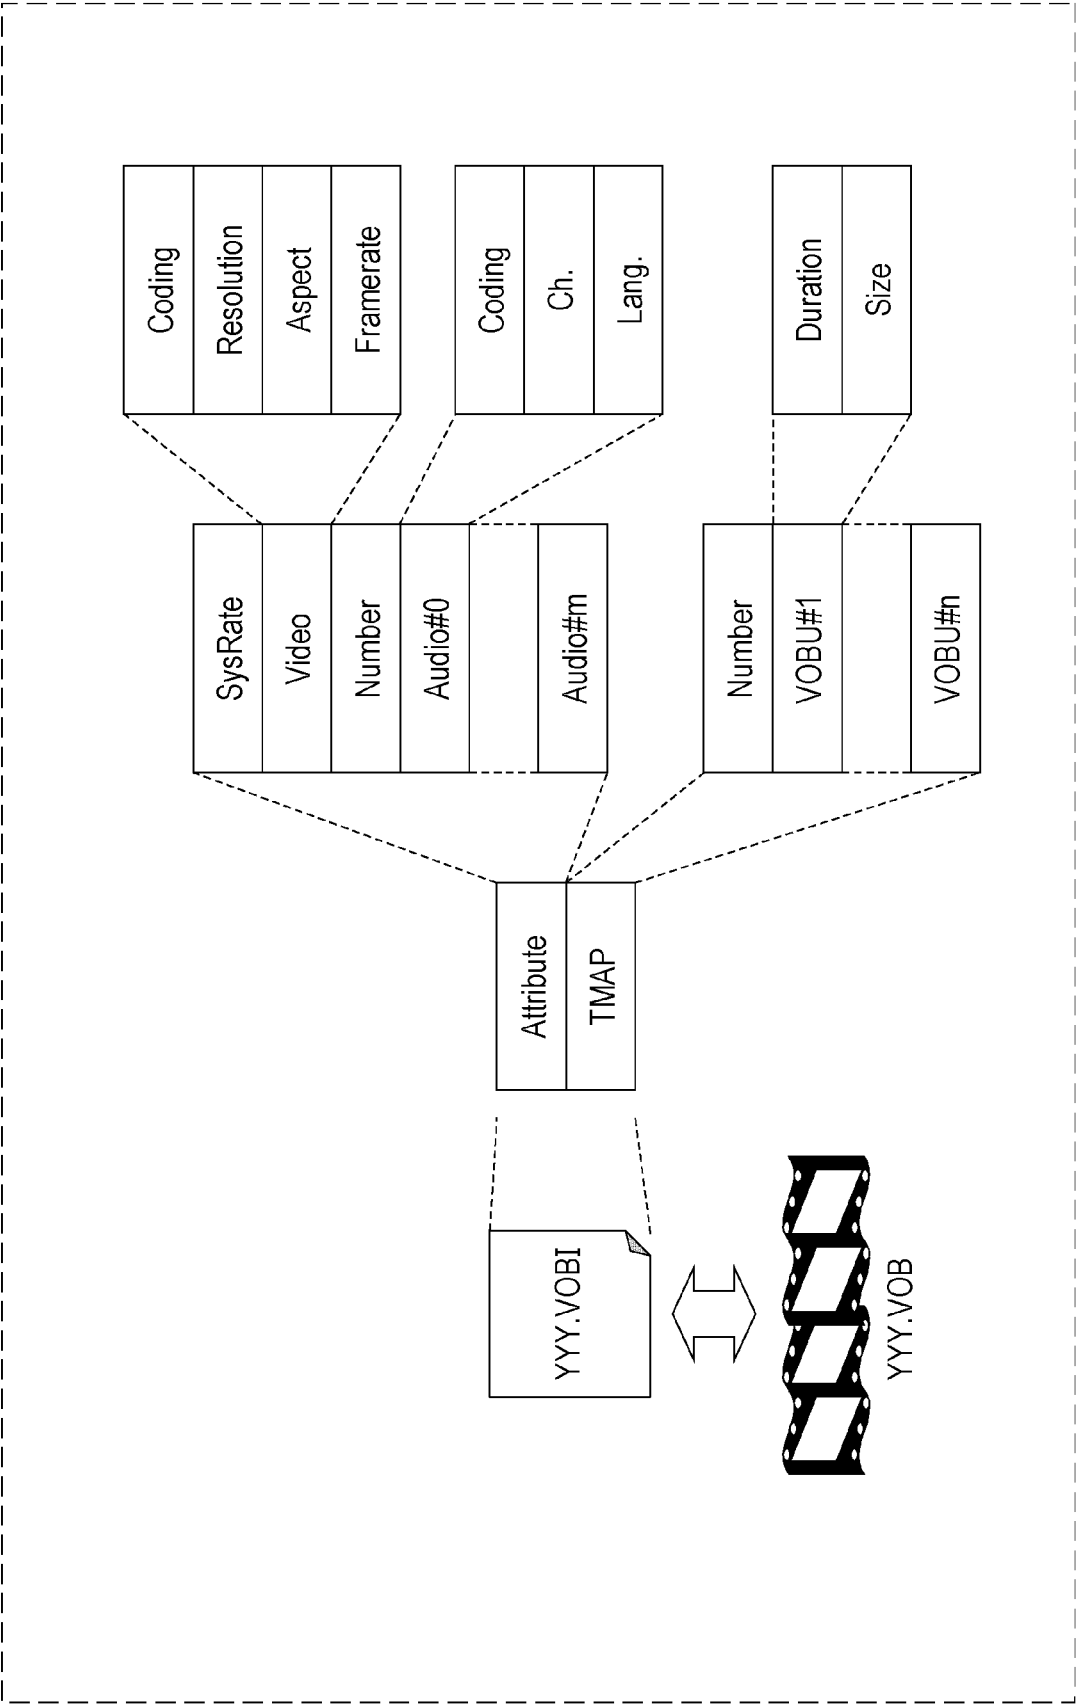 YYY.VOBI
YYY.VOB
Attribute
TMAP
SysRate
Video
Number
Audio#0
Audio#m
Number
VOBU#1
VOBU#n
Coding
Resolution
Aspect
Framerate
Coding
Ch.
Lang.
Duration
Size